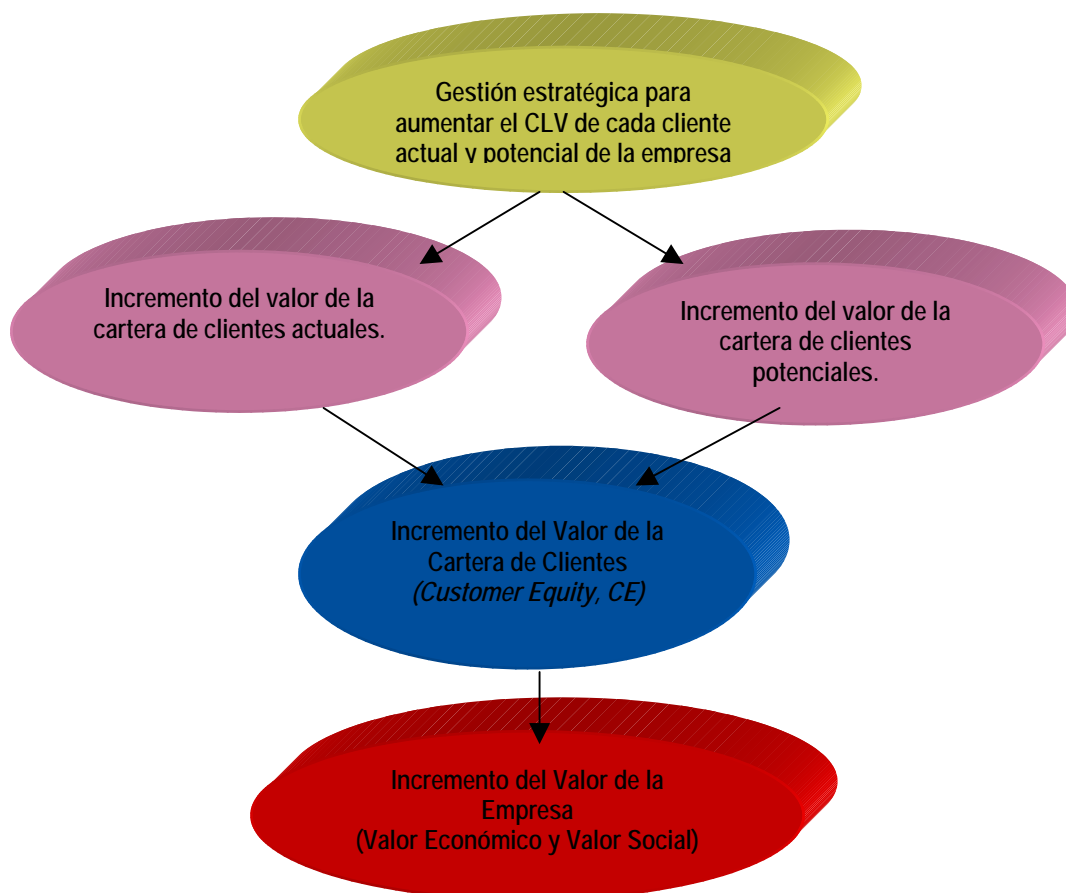 Gestión estratégica para
aumentar el CLV de cada cliente
actual y potencial de la empresa
Incremento del valor de la
cartera de clientes actuales.
Incremento del valor de la
cartera de clientes
potenciales.
Incremento del Valor de la
Cartera de Clientes
(Customer Equity, CE)
Incremento del Valor de la
Empresa
(Valor Económico y Valor Social)